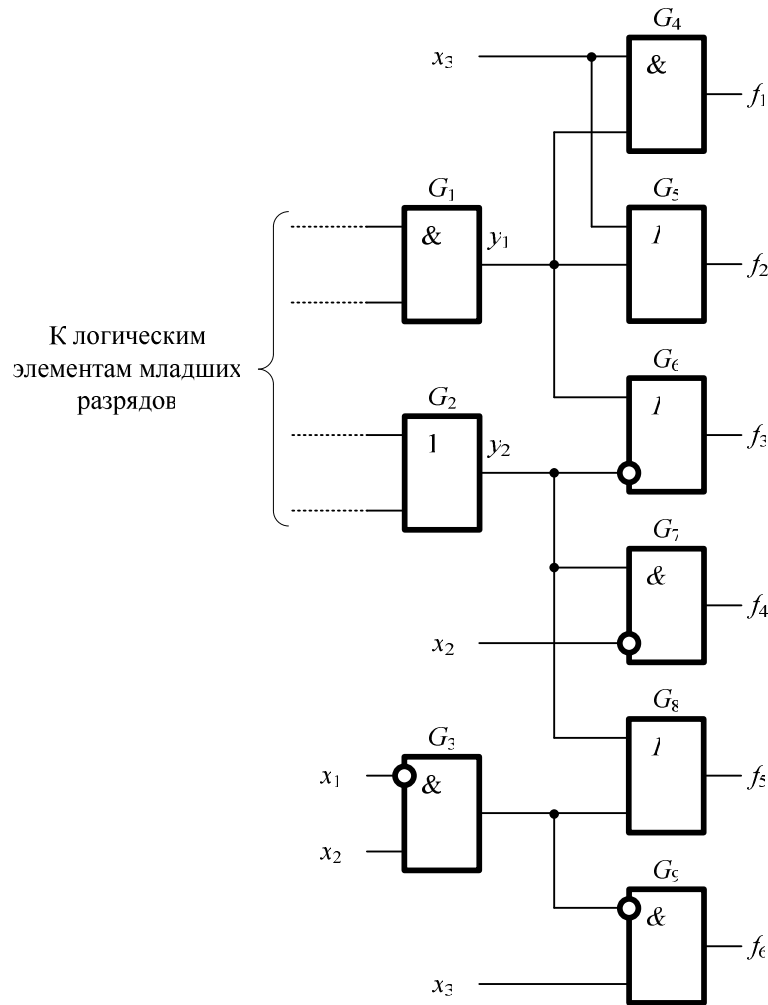 G4
x3
&
f1
G1
G5
&
y1
1
f2
К логическим
элементам младших
разрядов
G6
G2
1
f3
1
y2
G7
&
f4
x2
G8
G3
1
x1
&
f5
x2
G9
&
f6
x3